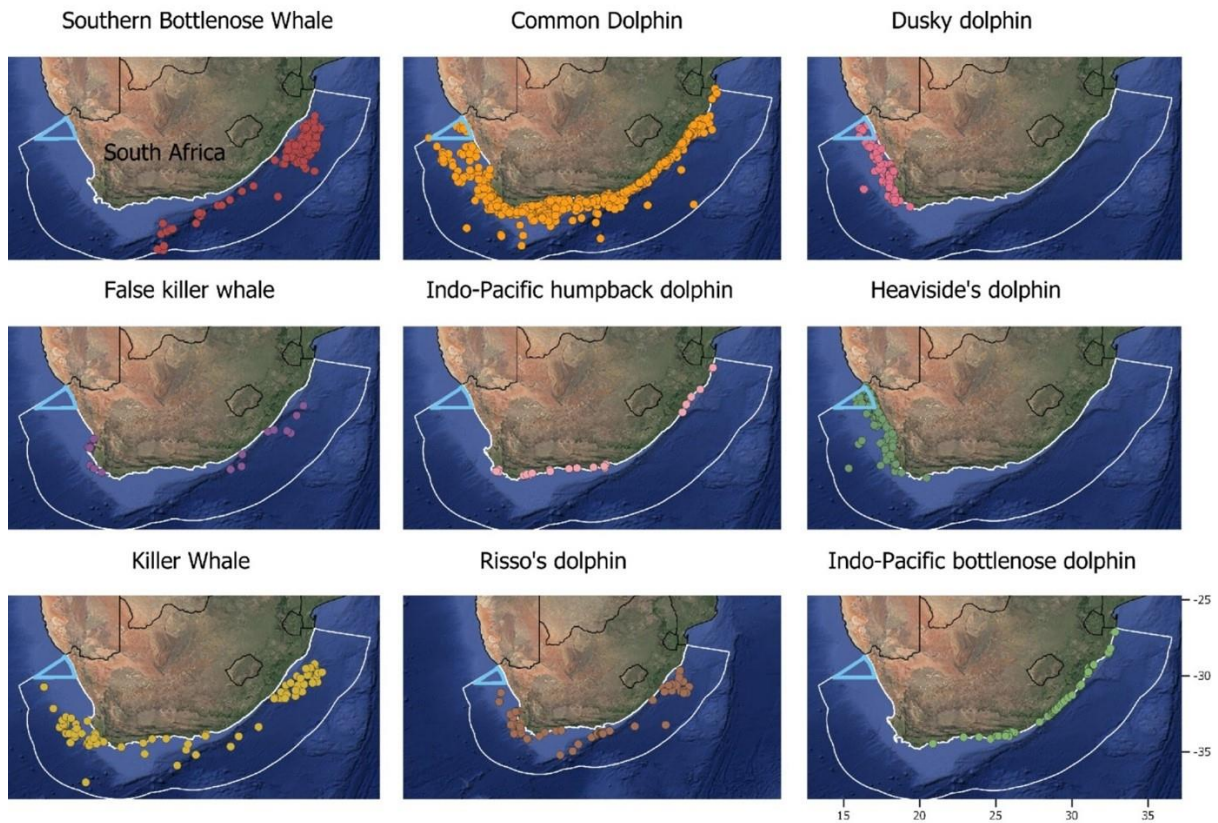 Southern Bottlenose Whale
Common Dolphin
Dusky dolphin
South Africa
False killer whale
Indo-Pacific humpback dolphin
Heaviside's dolphin
Killer Whale
Risso's dolphin
Indo-Pacific bottlenose dolphin
-25
-30
-35
15 20 25 30 35